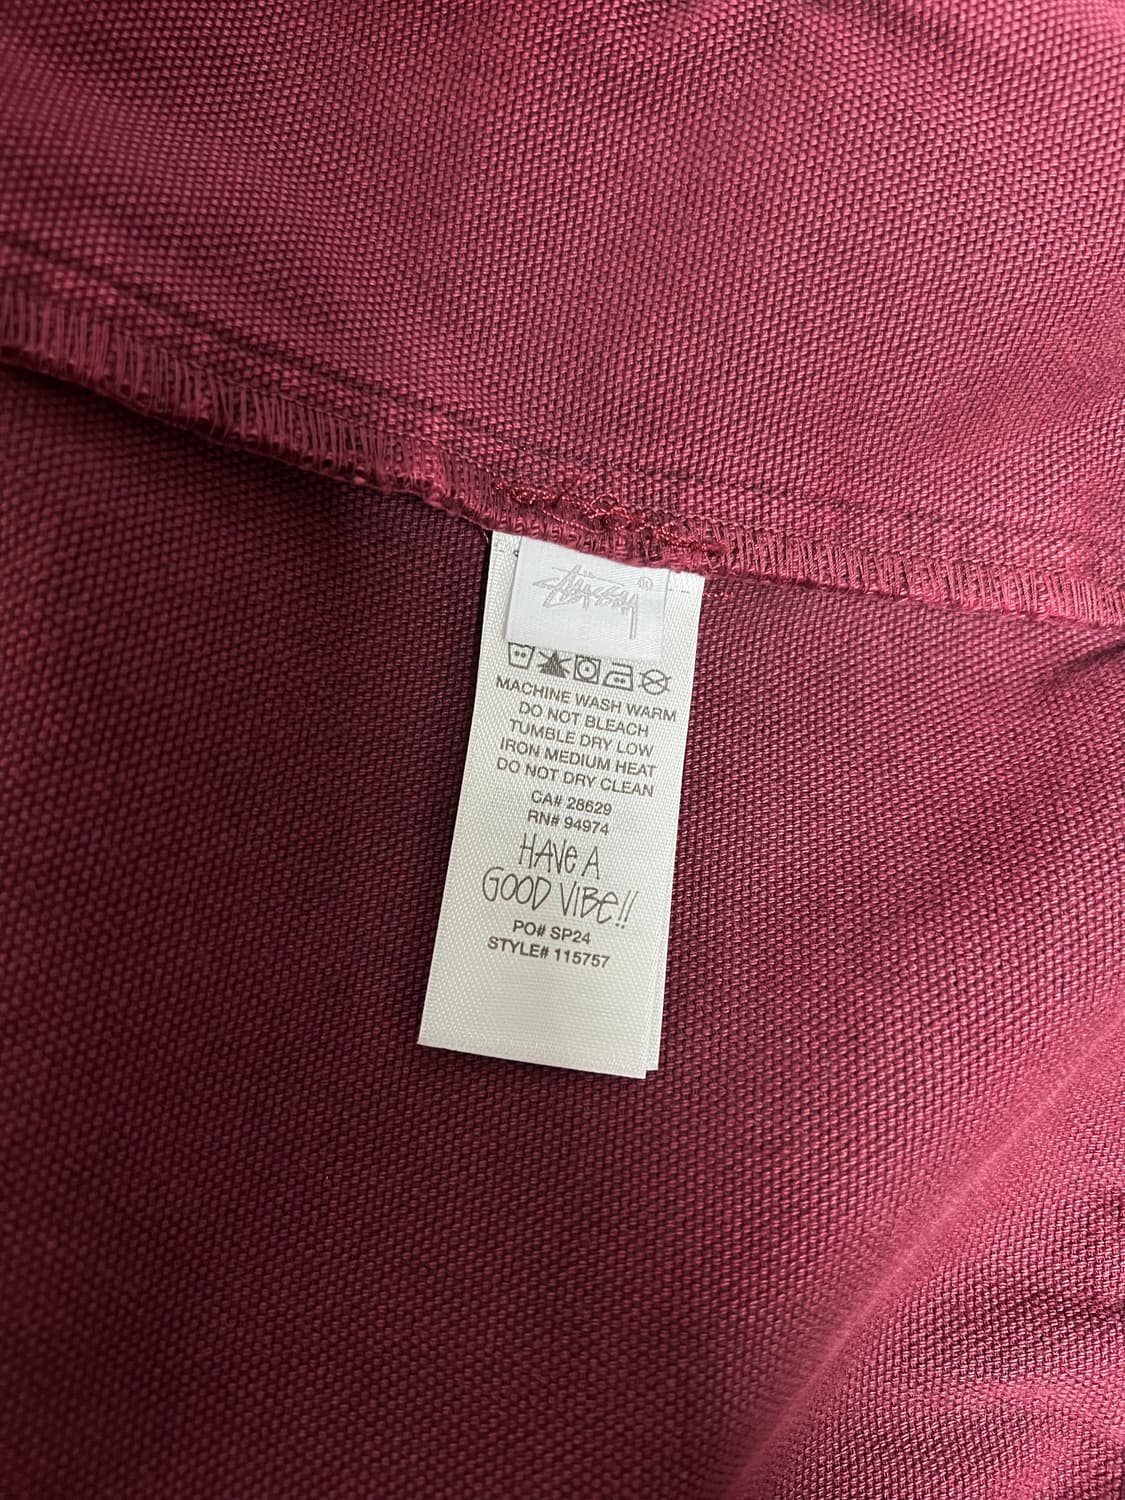 Stüssy ®
MACHINE WASH WARM
DO NOT BLEACH
TUMBLE DRY LOW
IRON MEDIUM HEAT
DO NOT DRY CLEAN
CA# 28629
RN# 94974
HAVE A
GOOD VIBE!!
PO# SP24
STYLE# 115757